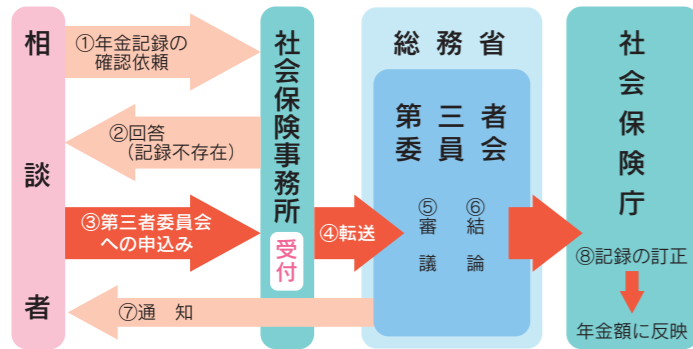 相談者
①年金記録の
確認依頼
②回答
（記録不存在）
③第三者委員会
への申込み
⑦通　知
社会保険事務所
受付
④転送
総務省
第三者
委員会
⑤審議
⑥結論
社会保険庁
⑧記録の訂正
年金額に反映